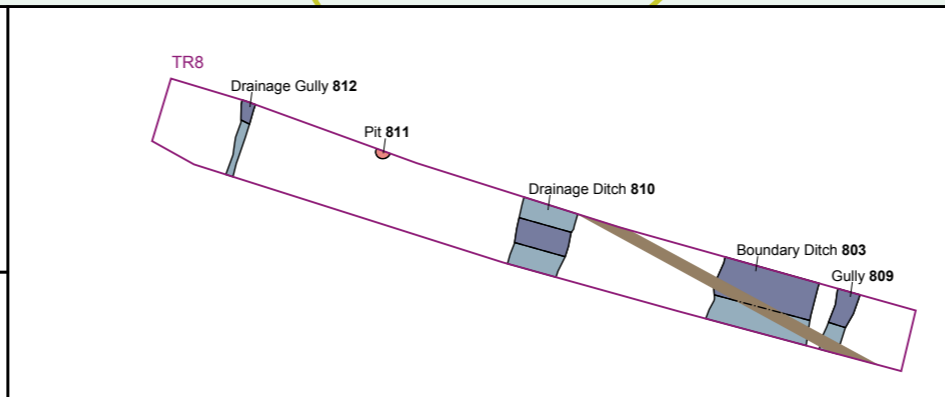 TR8
Drainage Gully 812
Pit 811
Drainage Ditch 810
Boundary Ditch 803
Gully 809